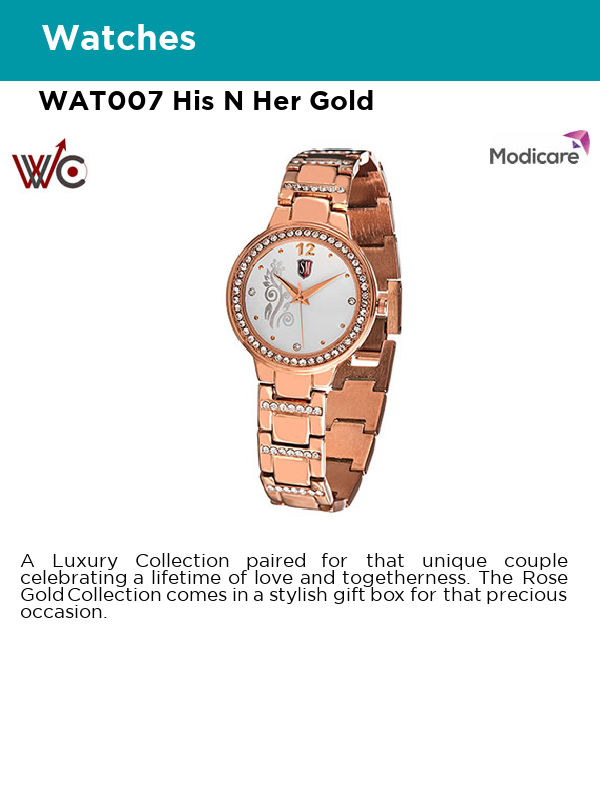 Watches
WAT007 His N Her Gold
WC
Modicare
12
A Luxury Collection paired for that unique couple
celebrating a lifetime of love and togetherness. The Rose
Gold Collection comes in a stylish gift box for that precious
occasion.